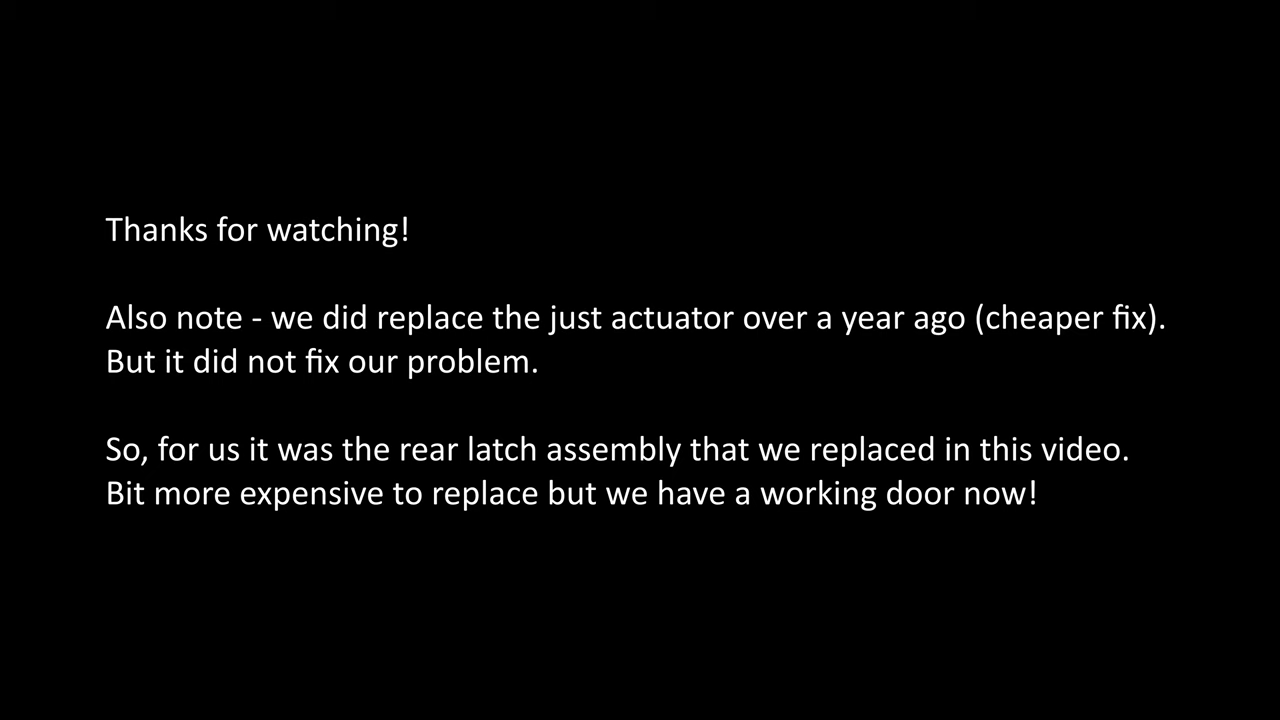 Thanks for watching!
Also note - we did replace the just actuator over a year ago (cheaper fix).
But it did not fix our problem.
So, for us it was the rear latch assembly that we replaced in this video.
Bit more expensive to replace but we have a working door now!